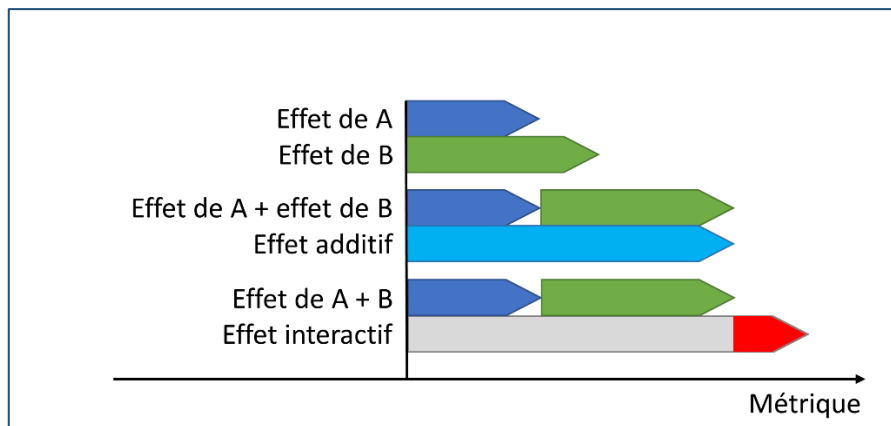 Effet de A
Effet de B
Effet de A + effet de B
Effet additif
Effet de A + B
Effet interactif
Métrique